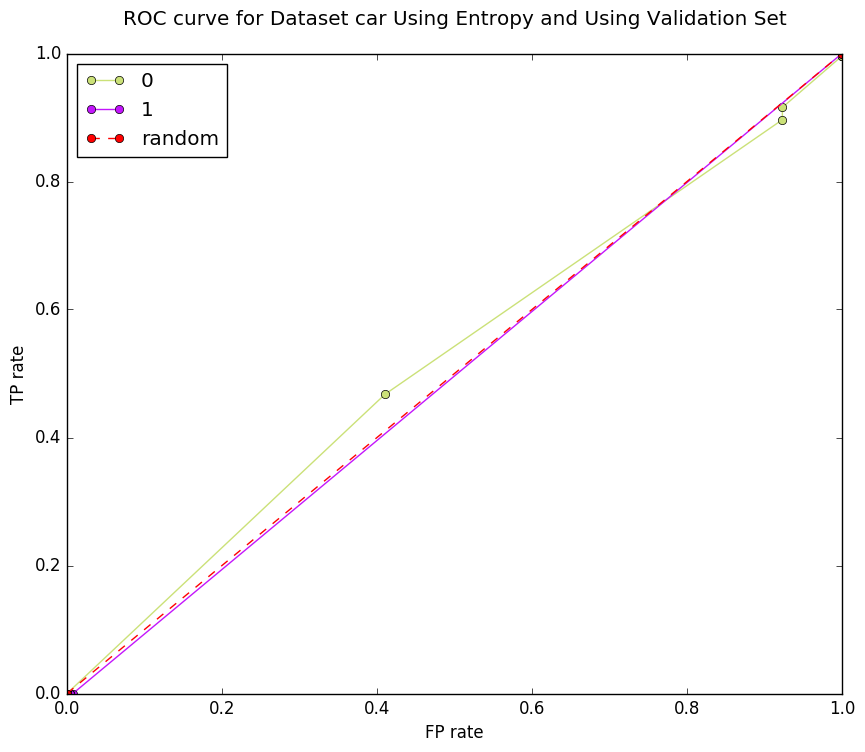 ROC curve for Dataset car Using Entropy and Using Validation Set
0
1
random
TP rate
1.0
0.8
0.6
0.4
0.2
0.0
0.0 0.2 0.4 0.6 0.8 1.0
FP rate